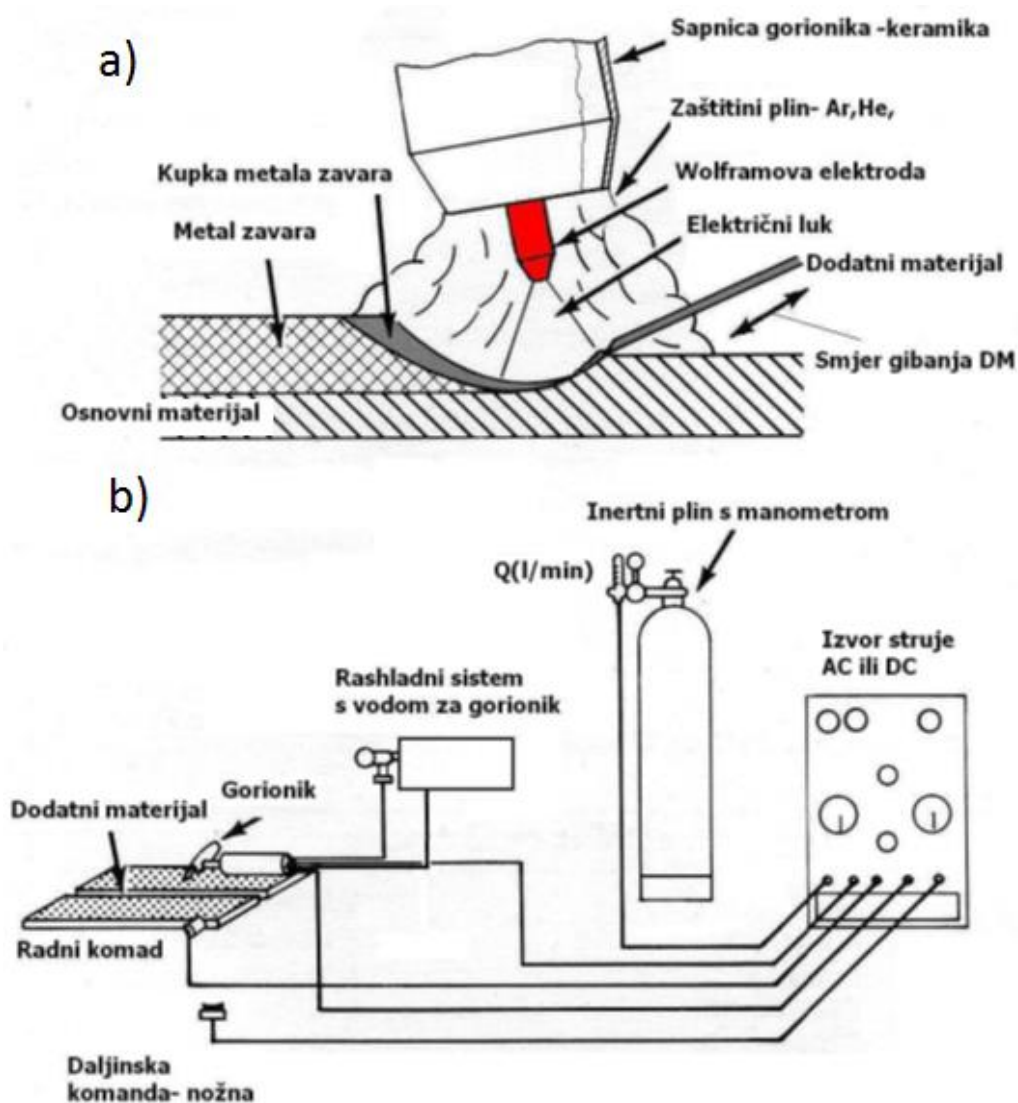 a)
Sapnica gorionika -keramika
Zaštitini plin- Ar,He,
Kupka metala zavara
Wolframova elektroda
Metal zavara
Električni luk
Dodatni materijal
Smjer gibanja DM
Osnovni materijal
b)
Inertni plin s manometrom
Q(l/min)
Izvor struje
AC ili DC
Rashladni sistem
s vodom za gorionik
Gorionik
Dodatni materijal
Radni komad
Daljinska
komanda- nožna